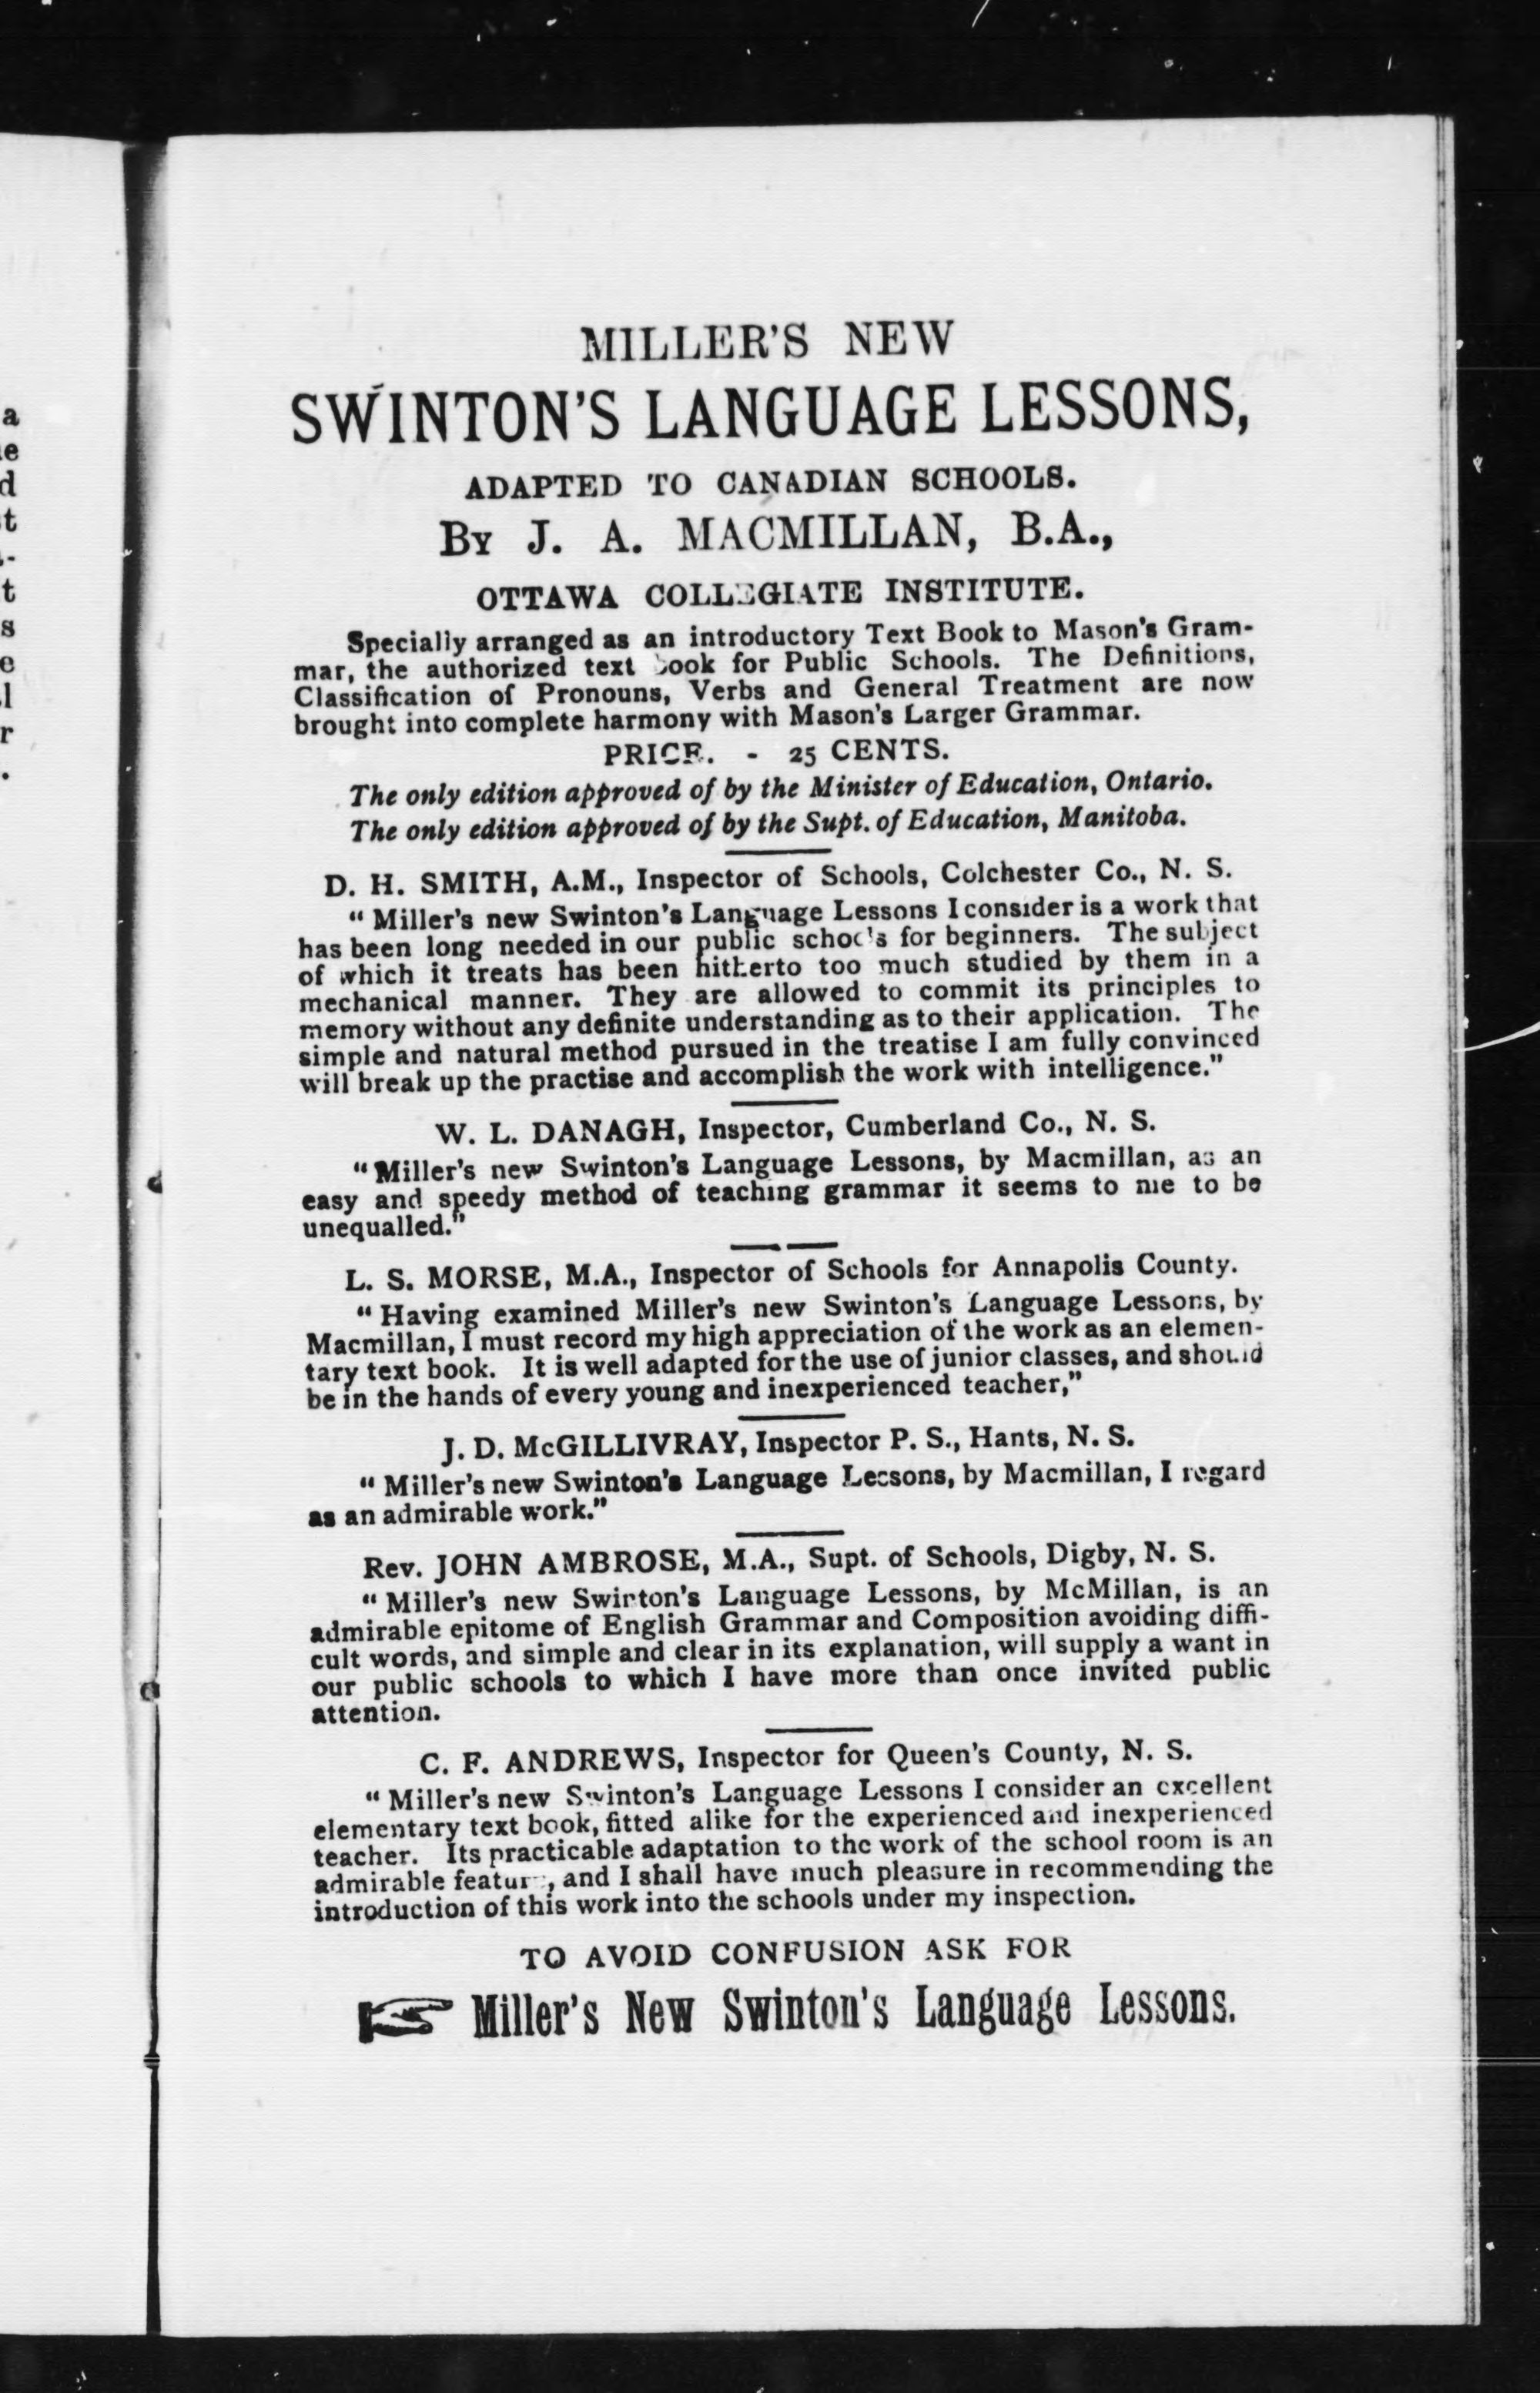 MILLER'S NEW
SWINTON'S LANGUAGE LESSONS,
ADAPTED TO CANADIAN SCHOOLS.
BY J. A. MACMILLAN, B.A.,
OTTAWA COLLEGIATE INSTITUTE.
Specially arranged as an introductory Text Book to Mason's Gram-
mar, the authorized text book for Public Schools. The Definitions,
Classification of Pronouns, Verbs and General Treatment are now
brought into complete harmony with Mason's Larger Grammar.
PRICE. - 25 CENTS.
The only edition approved of by the Minister of Education, Ontario.
The only edition approved of by the Supt. of Education, Manitoba.
D. H. SMITH, A.M., Inspector of Schools, Colchester Co., N. S.
"Miller's new Swinton's Language Lessons I consider is a work that
has been long needed in our public schools for beginners. The subject
of which it treats has been hitherto too much studied by them in a
mechanical manner. They are allowed to commit its principles to
memory without any definite understanding as to their application. The
simple and natural method pursued in the treatise I am fully convinced
will break up the practise and accomplish the work with intelligence."
W. L. DANAGH, Inspector, Cumberland Co., N. S.
"Miller's new Swinton's Language Lessons, by Macmillan, as an
easy and speedy method of teaching grammar it seems to me to be
unequalled."
L. S. MORSE, M.A., Inspector of Schools for Annapolis County.
"Having examined Miller's new Swinton's Language Lessons, by
Macmillan, I must record my high appreciation of the work as an elemen-
tary text book. It is well adapted for the use of junior classes, and should
be in the hands of every young and inexperienced teacher,"
J. D. McGILLIVRAY, Inspector P. S., Hants, N. S.
"Miller's new Swinton's Language Lessons, by Macmillan, I regard
as an admirable work."
Rev. JOHN AMBROSE, M.A., Supt. of Schools, Digby, N. S.
"Miller's new Swinton's Language Lessons, by McMillan, is an
admirable epitome of English Grammar and Composition avoiding diffi-
cult words, and simple and clear in its explanation, will supply a want in
our public schools to which I have more than once invited public
attention.
C. F. ANDREWS, Inspector for Queen's County, N. S.
"Miller's new Swinton's Language Lessons I consider an excellent
elementary text book, fitted alike for the experienced and inexperienced
teacher. Its practicable adaptation to the work of the school room is an
admirable feature, and I shall have much pleasure in recommending the
introduction of this work into the schools under my inspection.
TO AVOID CONFUSION ASK FOR
Miller's New Swinton's Language Lessons.